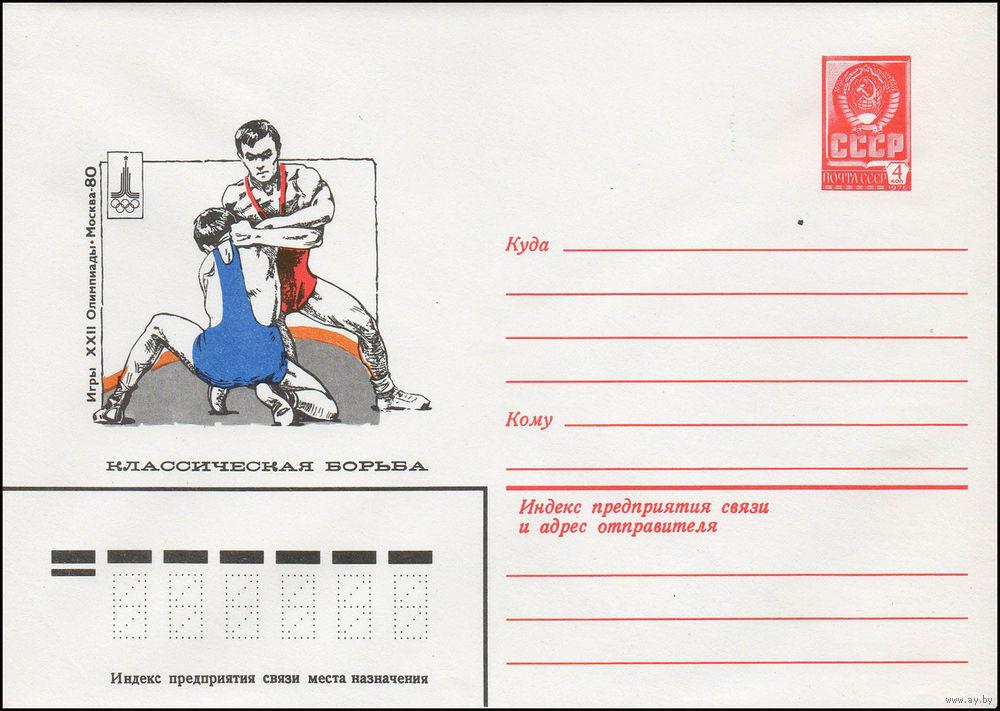 Игры XXII Олимпиады • Москва-80
КЛАССИЧЕСКАЯ БОРЬБА
СССР
ПОЧТА СССР
4
КОП
1976
Куда
Кому
Индекс предприятия связи
и адрес отправителя
Индекс предприятия связи места назначения
www.ay.by